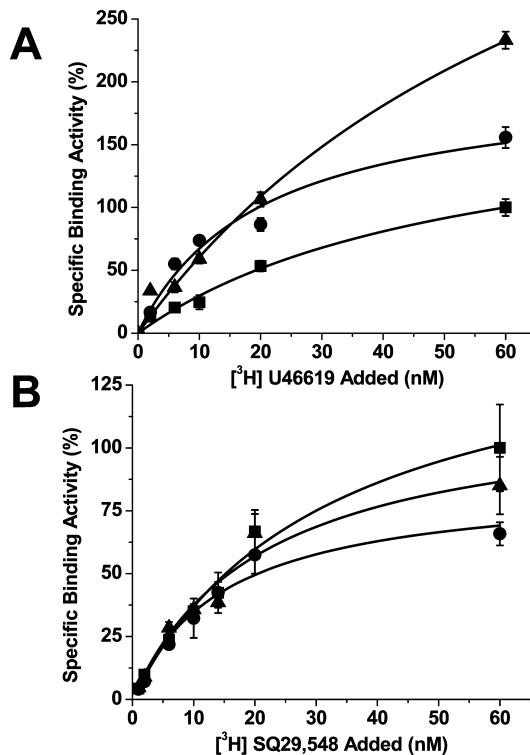 A
Specific Binding Activity (%)
250
200
150
100
50
0
0 10 20 30 40 50 60
[³H] U46619 Added (nM)
B
Specific Binding Activity (%)
125
100
75
50
25
0
0 10 20 30 40 50 60
[³H] SQ29,548 Added (nM)